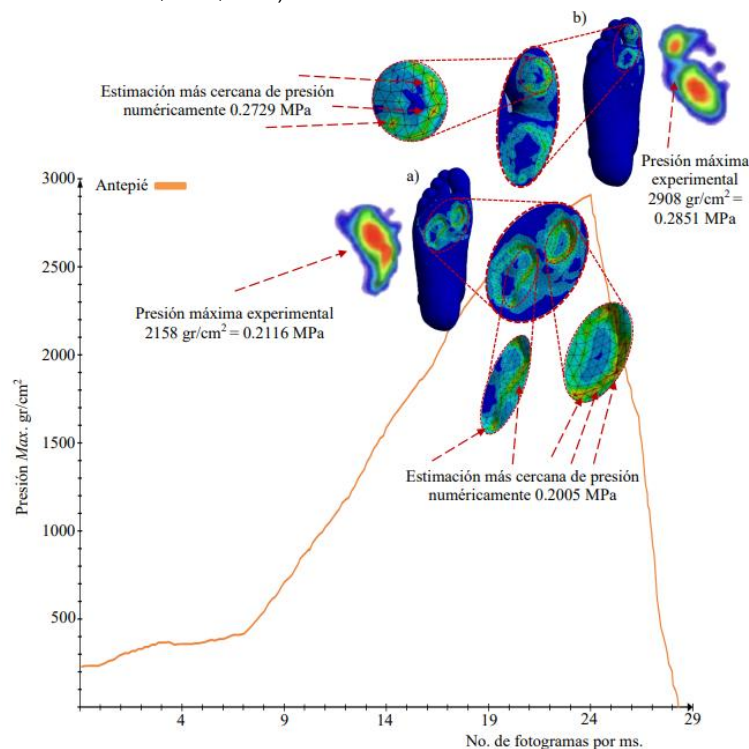 b)
Estimación más cercana de presión
numéricamente 0.2729 MPa
Presión máxima
experimental
2908 gr/cm² =
0.2851 MPa
3000
Antepié
a)
2500
Presión máxima experimental
2158 gr/cm² = 0.2116 MPa
2000
1500
Estimación más cercana de presión
numéricamente 0.2005 MPa
1000
500
Presión Max. gr/cm²
4
9
14
19
24
29
No. de fotogramas por ms.